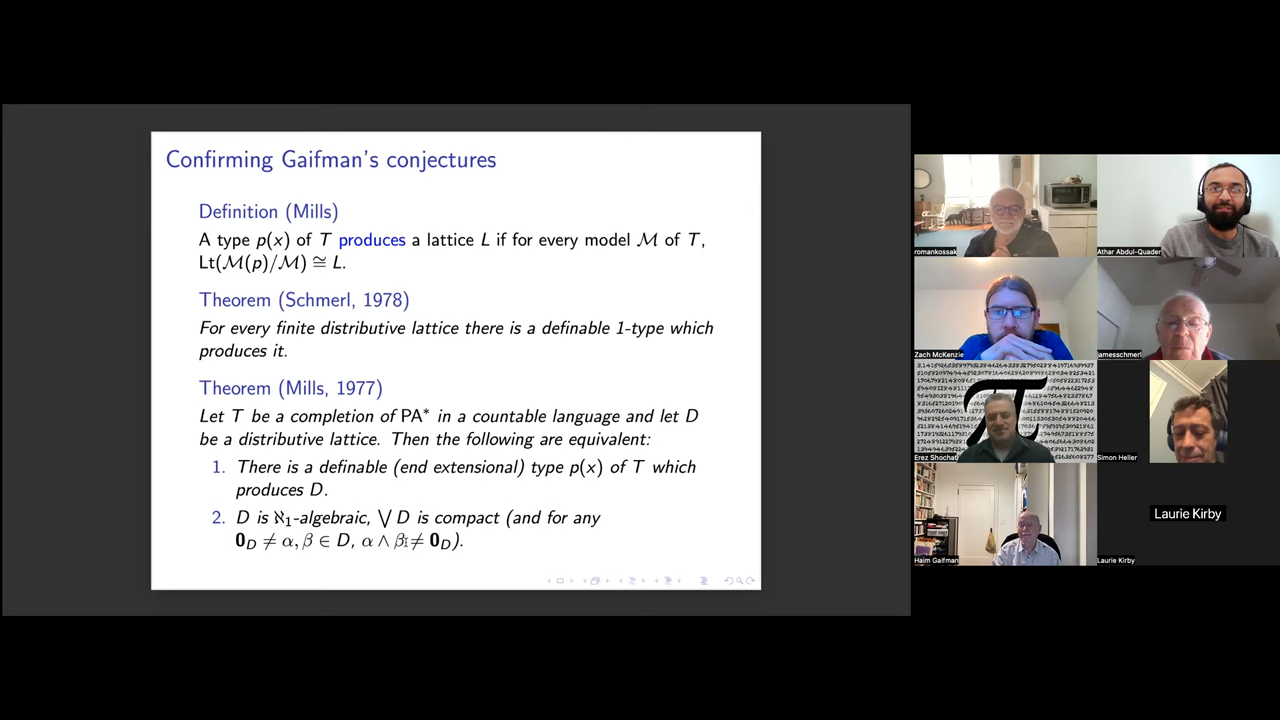 Confirming Gaifman's conjectures
Definition (Mills)
A type p(x) of T produces a lattice L if for every model ℳ of T,
Lt(ℳ(p)/ℳ) ≅ L.
Theorem (Schmerl, 1978)
For every finite distributive lattice there is a definable 1-type which
produces it.
Theorem (Mills, 1977)
Let T be a completion of PA* in a countable language and let D
be a distributive lattice. Then the following are equivalent:
1. There is a definable (end extensional) type p(x) of T which
produces D.
2. D is ℵ₁-algebraic, ⋁ D is compact (and for any
0_D ≠ α, β ∈ D, α ∧ β ≠ 0_D).
romankossak
Athar Abdul-Quader
Zach McKenzie
jamesschmerl
Erez Shochat
Simon Heller
Haim Gaifman
Laurie Kirby
Laurie Kirby